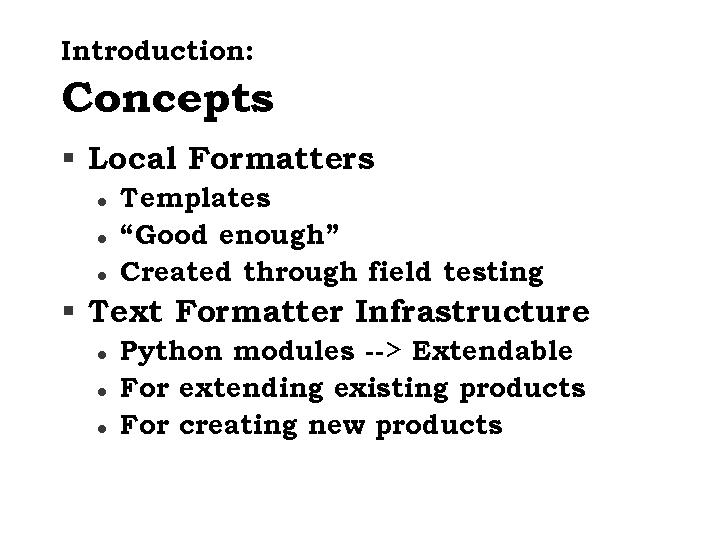 Introduction:
Concepts
▪ Local Formatters
● Templates
● “Good enough”
● Created through field testing
▪ Text Formatter Infrastructure
● Python modules --> Extendable
● For extending existing products
● For creating new products